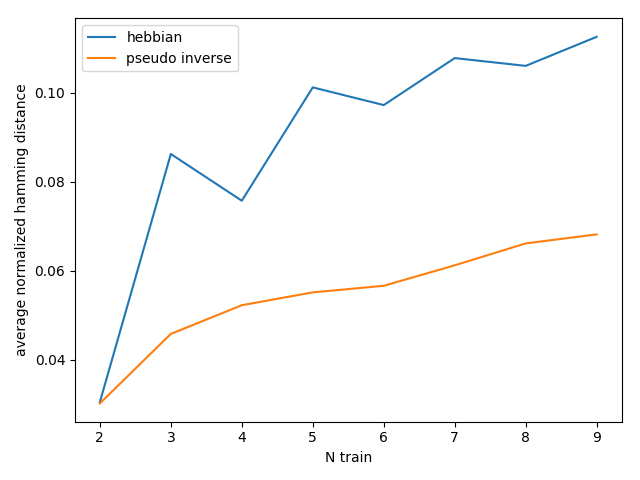 hebbian
pseudo inverse
average normalized hamming distance
0.10
0.08
0.06
0.04
2 3 4 5 6 7 8 9
N train